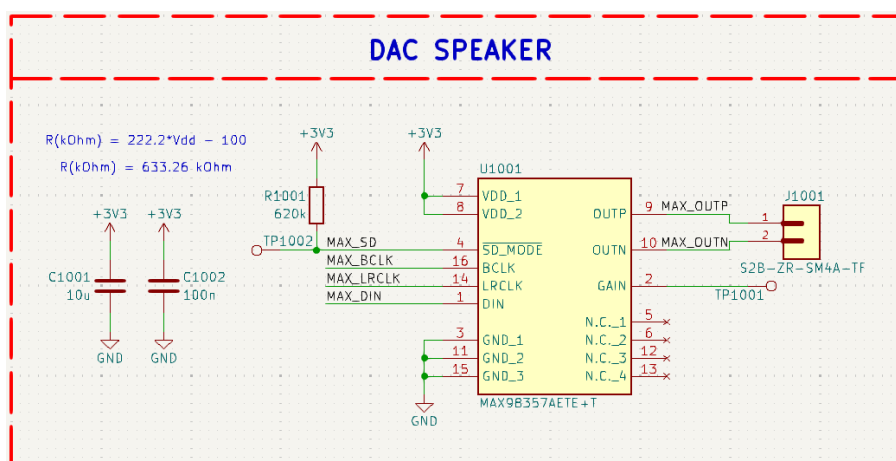 DAC SPEAKER
R(kOhm) = 222.2*Vdd - 100
R(kOhm) = 633.26 kOhm
+3V3
+3V3
U1001
R1001
620k
7
VDD_1
8
VDD_2
OUTP
9
MAX_OUTP
J1001
1
2
+3V3
+3V3
TP1002
MAX_SD
4
SD_MODE
OUTN
10
MAX_OUTN
MAX_BCLK
16
BCLK
S2B-ZR-SM4A-TF
C1001
10u
C1002
100n
MAX_LRCLK
14
LRCLK
GAIN
2
TP1001
MAX_DIN
1
DIN
N.C._1
5
3
GND_1
N.C._2
6
GND
GND
11
GND_2
N.C._3
12
15
GND_3
N.C._4
13
MAX98357AETE+T
GND